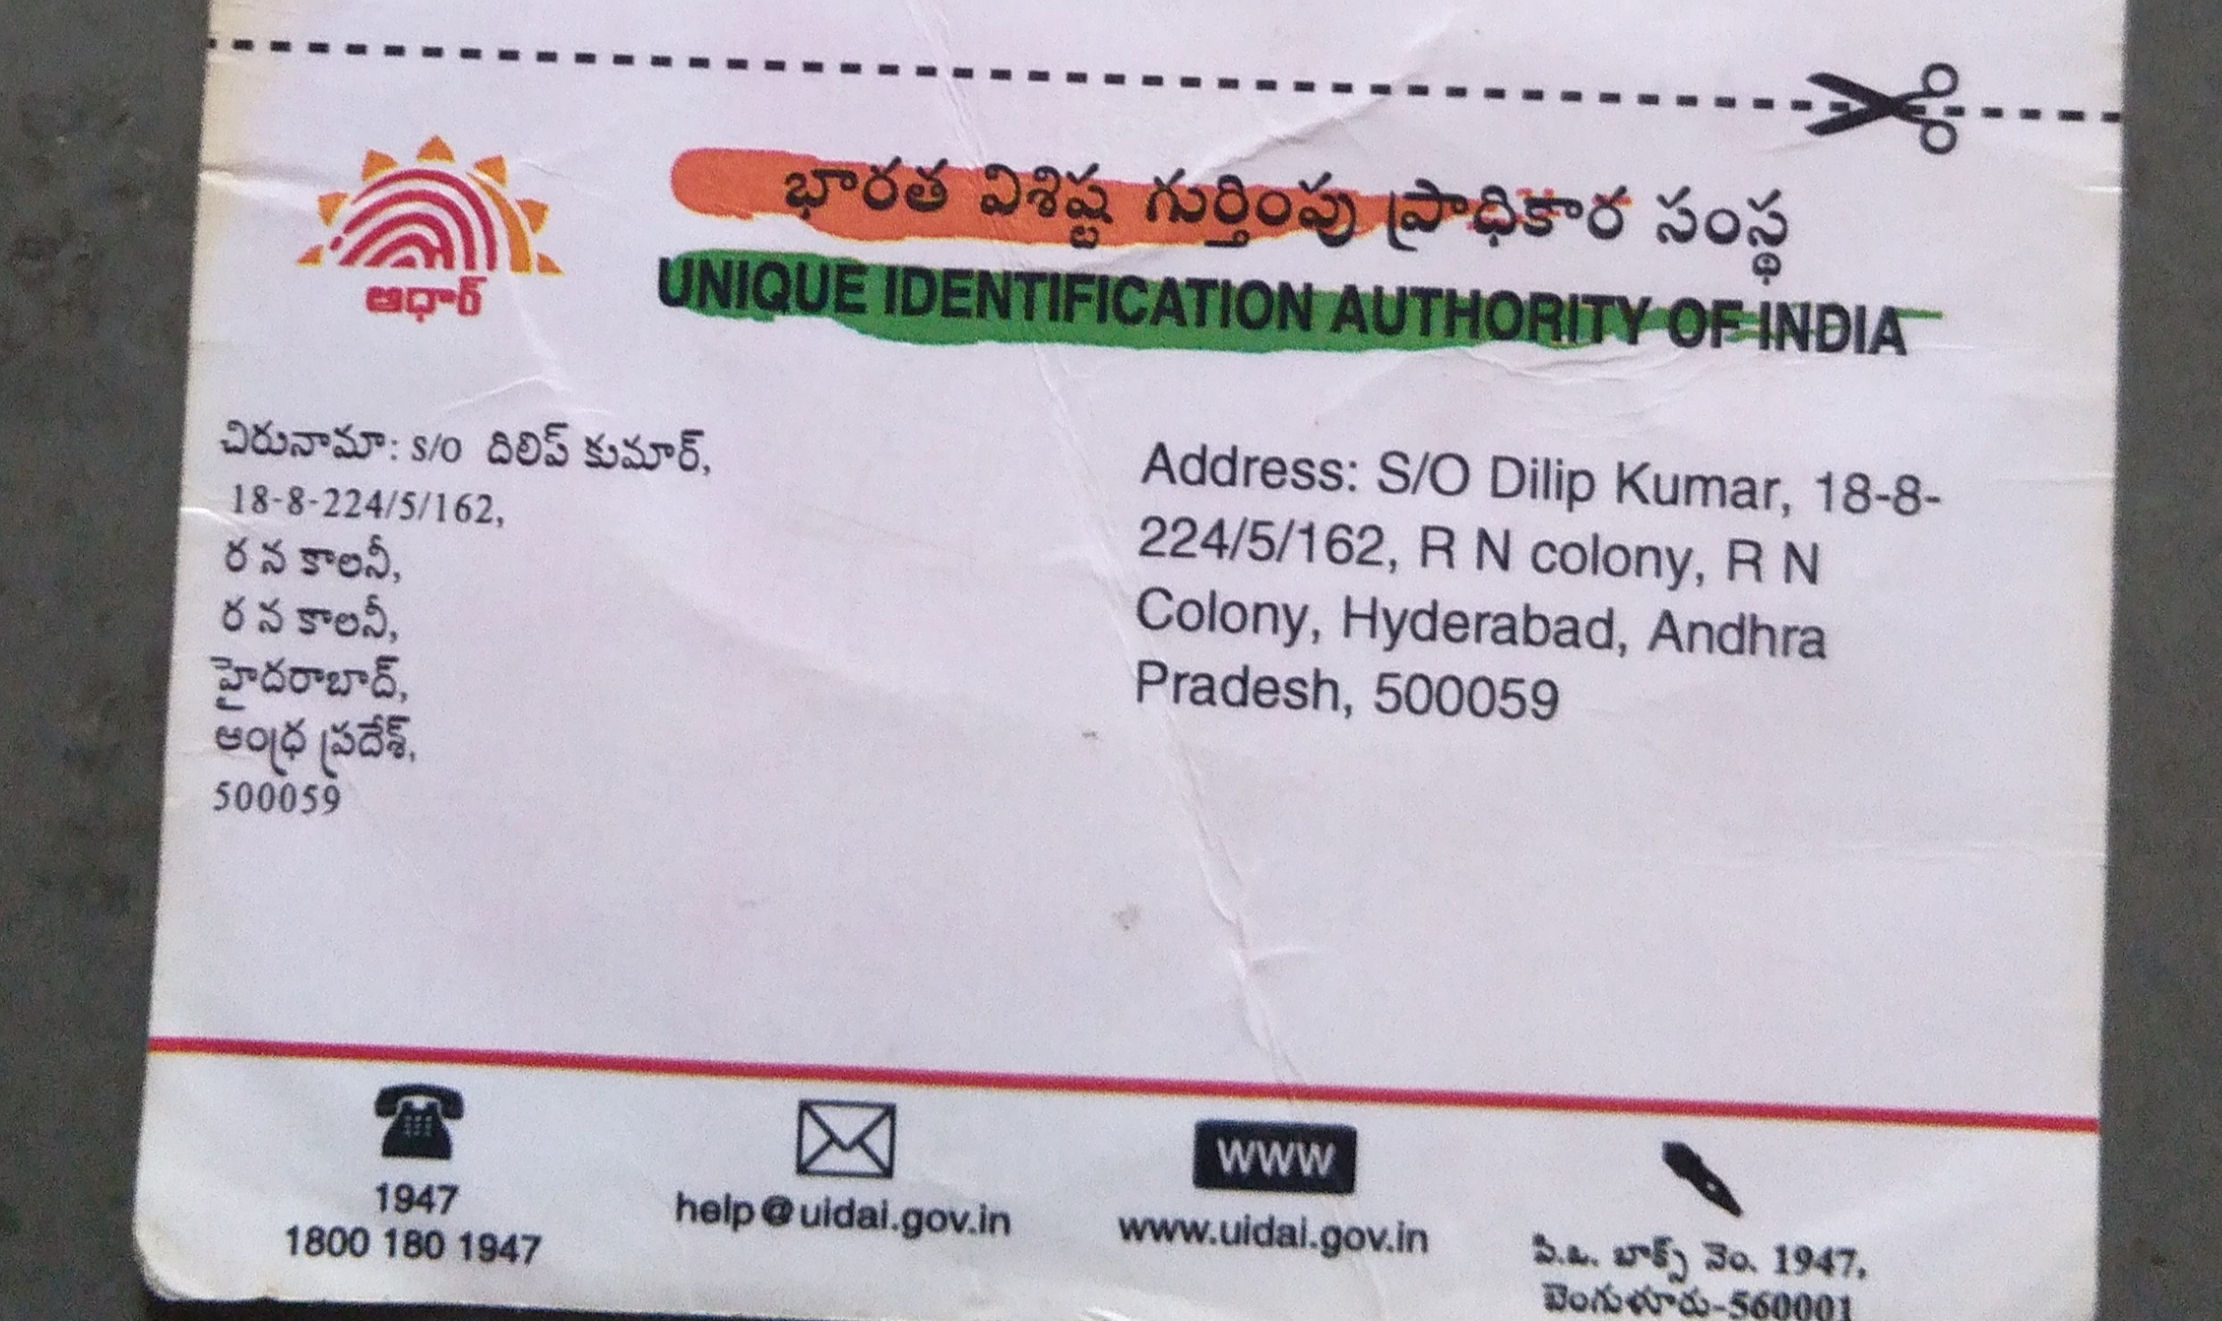 ఆధార్
భారత విశిష్ట గుర్తింపు ప్రాధికార సంస్థ
UNIQUE IDENTIFICATION AUTHORITY OF INDIA
చిరునామా: S/O దిలిప్ కుమార్,
18-8-224/5/162,
ర న కాలనీ,
ర న కాలనీ,
హైదరాబాద్,
ఆంధ్ర ప్రదేశ్,
500059
Address: S/O Dilip Kumar, 18-8-
224/5/162, R N colony, R N
Colony, Hyderabad, Andhra
Pradesh, 500059
1947
1800 180 1947
help@uidai.gov.in
WWW
www.uidai.gov.in
పి.ఒ. బాక్స్ నెం. 1947,
బెంగుళూరు-560001